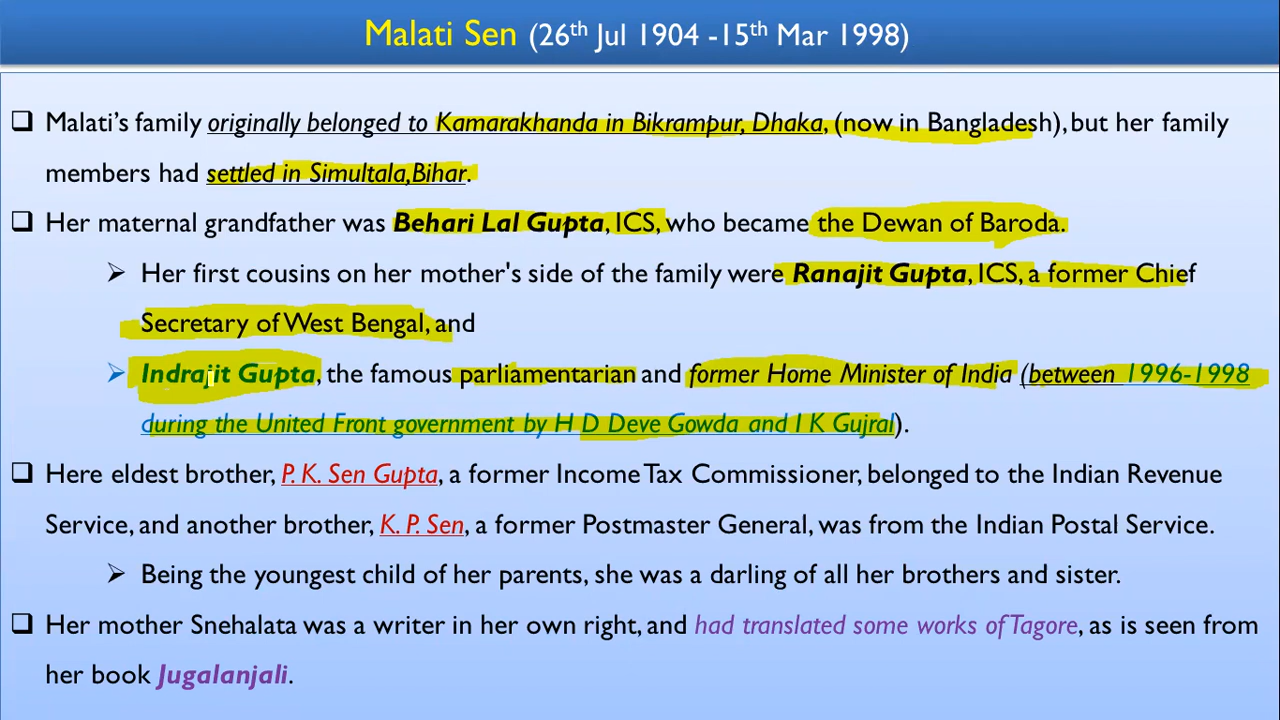 Malati Sen (26th Jul 1904 -15th Mar 1998)
❑ Malati's family originally belonged to Kamarakhanda in Bikrampur, Dhaka, (now in Bangladesh), but her family
members had settled in Simultala,Bihar.
❑ Her maternal grandfather was Behari Lal Gupta, ICS, who became the Dewan of Baroda.
➢ Her first cousins on her mother's side of the family were Ranajit Gupta, ICS, a former Chief
Secretary of West Bengal, and
➢ Indrajit Gupta, the famous parliamentarian and former Home Minister of India (between 1996-1998
during the United Front government by H D Deve Gowda and I K Gujral).
❑ Here eldest brother, P. K. Sen Gupta, a former Income Tax Commissioner, belonged to the Indian Revenue
Service, and another brother, K. P. Sen, a former Postmaster General, was from the Indian Postal Service.
➢ Being the youngest child of her parents, she was a darling of all her brothers and sister.
❑ Her mother Snehalata was a writer in her own right, and had translated some works of Tagore, as is seen from
her book Jugalanjali.